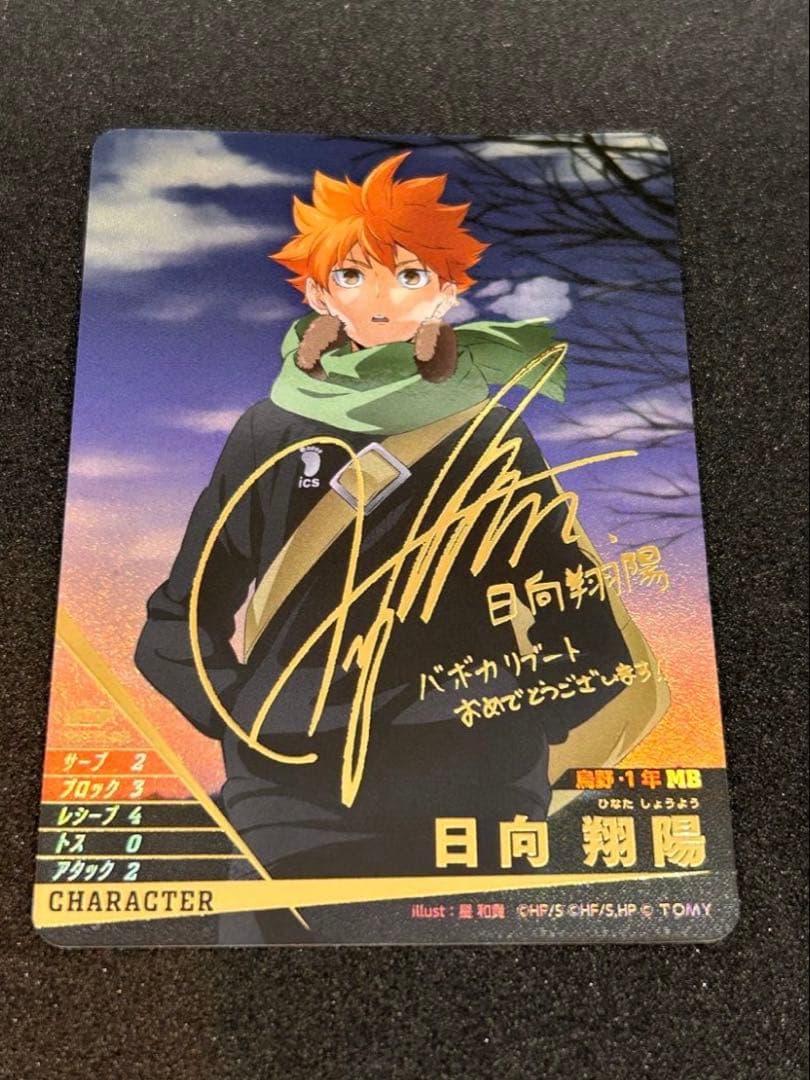 ics
日向翔陽
バボカリブート
おめでとうございます!!
サーブ 2
ブロック 3
レシーブ 4
トス 0
アタック 2
烏野・1年 MB
ひなた しょうよう
日向 翔陽
CHARACTER
illust : 屋 和貴 ©HF/S ©HF/S,HP © TOMY